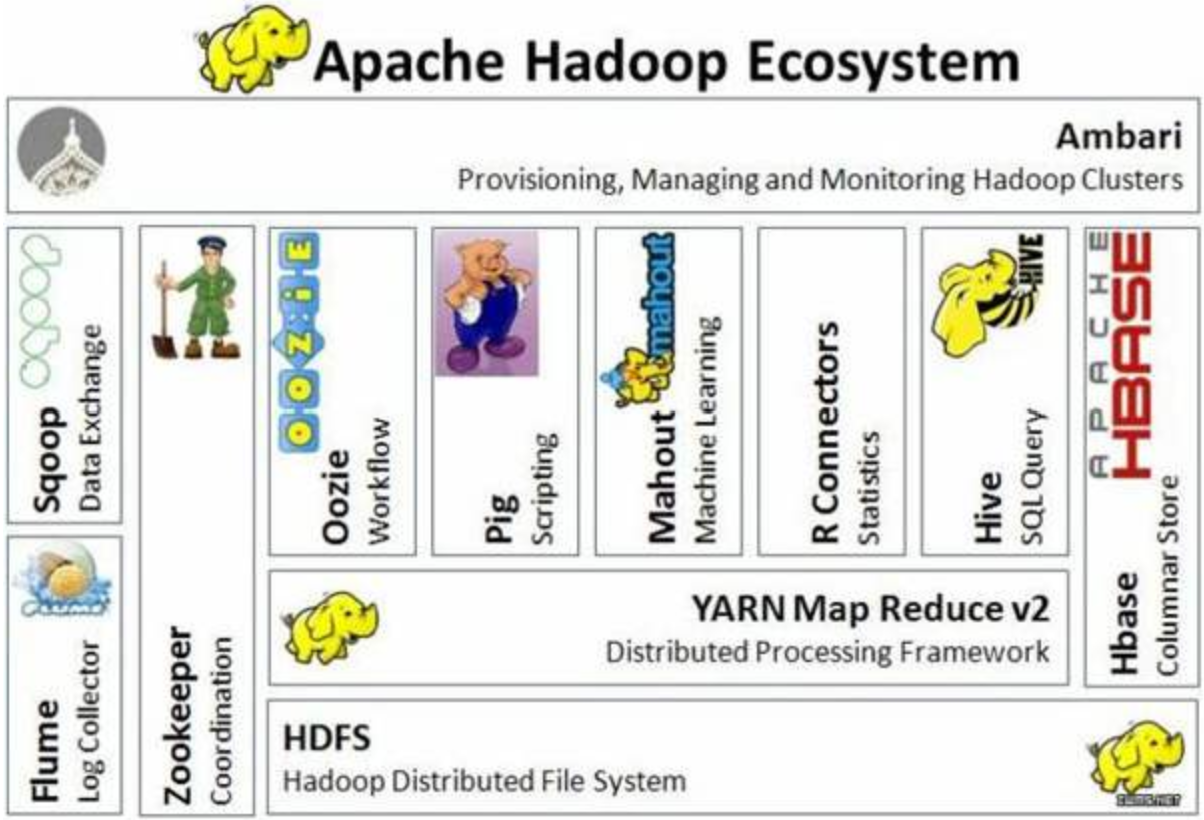 Apache Hadoop Ecosystem
Ambari
Provisioning, Managing and Monitoring Hadoop Clusters
sqoop
Sqoop
Data Exchange
FLUME
Flume
Log Collector
Zookeeper
Coordination
OOZIE
Oozie
Workflow
Pig
Scripting
mahout
Mahout
Machine Learning
R Connectors
Statistics
HIVE
Hive
SQL Query
APACHE
HBASE
Hbase
Columnar Store
YARN Map Reduce v2
Distributed Processing Framework
HDFS
Hadoop Distributed File System